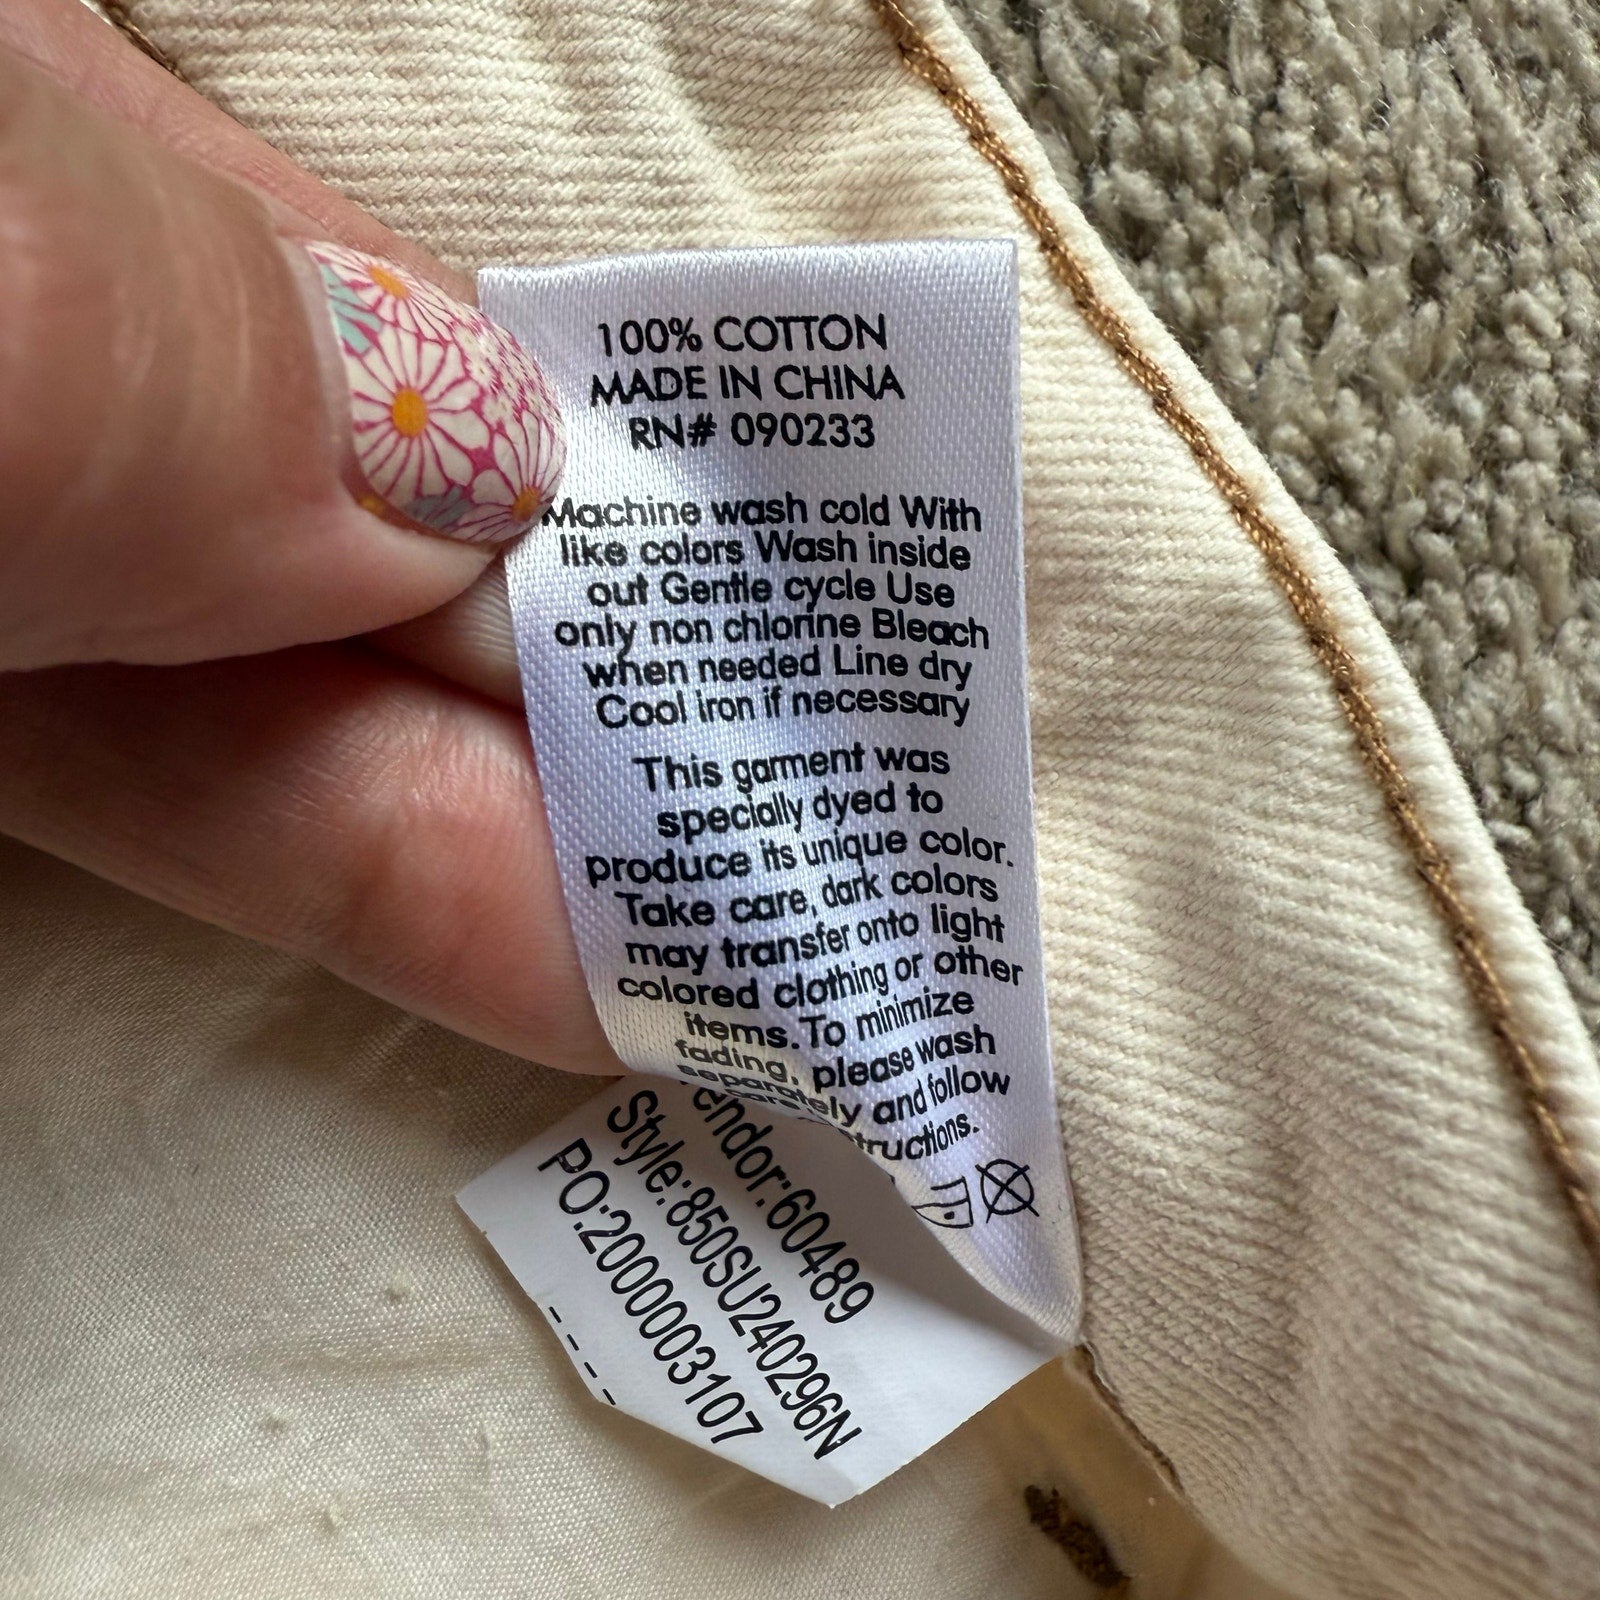 100% COTTON
MADE IN CHINA
RN# 090233
Machine wash cold With
like colors Wash inside
out Gentle cycle Use
only non chlorine Bleach
when needed Line dry
Cool iron if necessary
This garment was
specially dyed to
produce its unique color.
Take care, dark colors
may transfer onto light
colored clothing or other
items. To minimize
fading, please wash
separately and follow
care
endor:60489
Style:850SU240296N
PO:2000003107